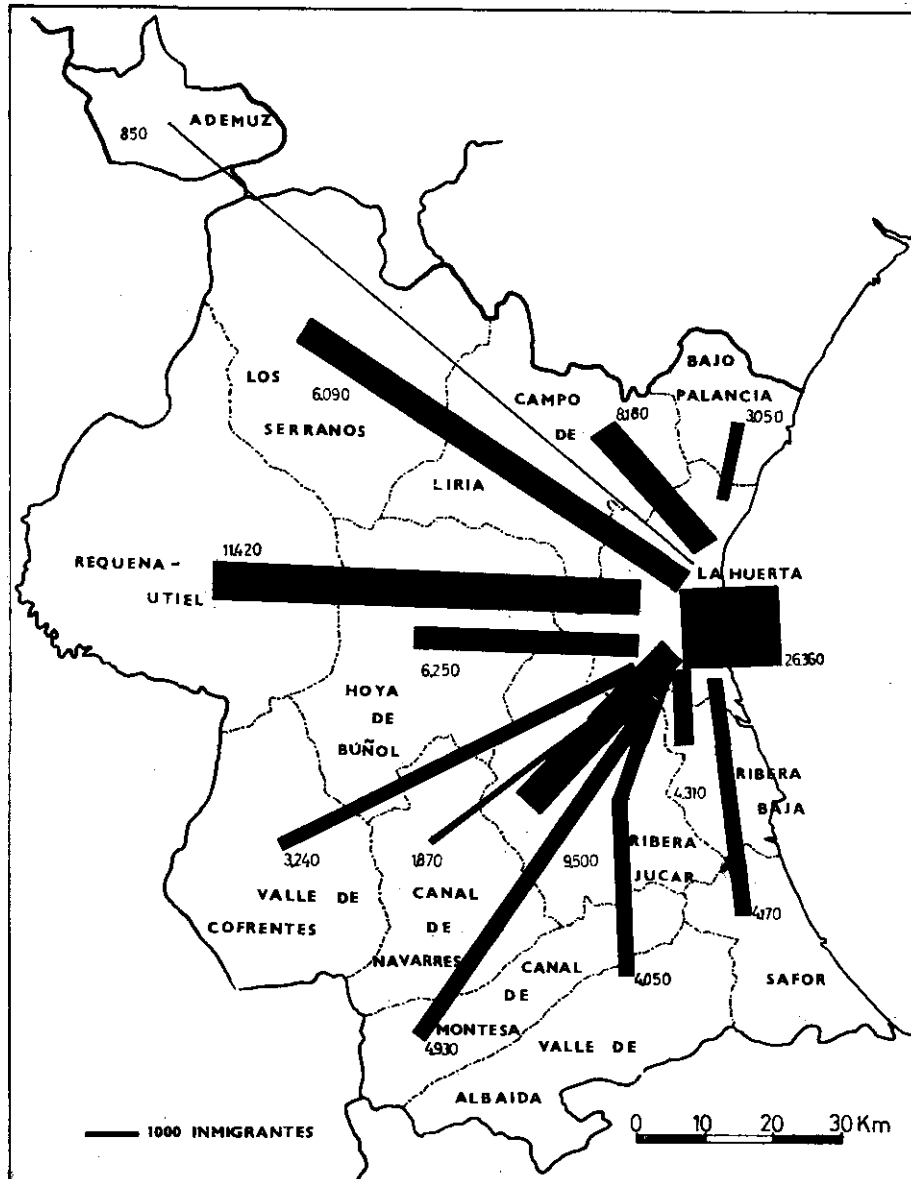 ADEMUZ
850
BAJO
PALANCIA
3.050
LOS
6.090
SERRANOS
CAMPO
DE
8.160
LIRIA
LA HUERTA
26.360
REQUENA-
UTIEL
11.420
6,250
HOYA
DE
BÚÑOL
RIBERA
BAJA
4.310
3,240
VALLE DE
COFRENTES
1.870
CANAL
DE
NAVARRES
9.500
RIBERA
JUCAR
4.170
SAFOR
CANAL
DE
MONTESA
4.930
4,050
VALLE DE
ALBAIDA
1000 INMIGRANTES
0 10 20 30 Km